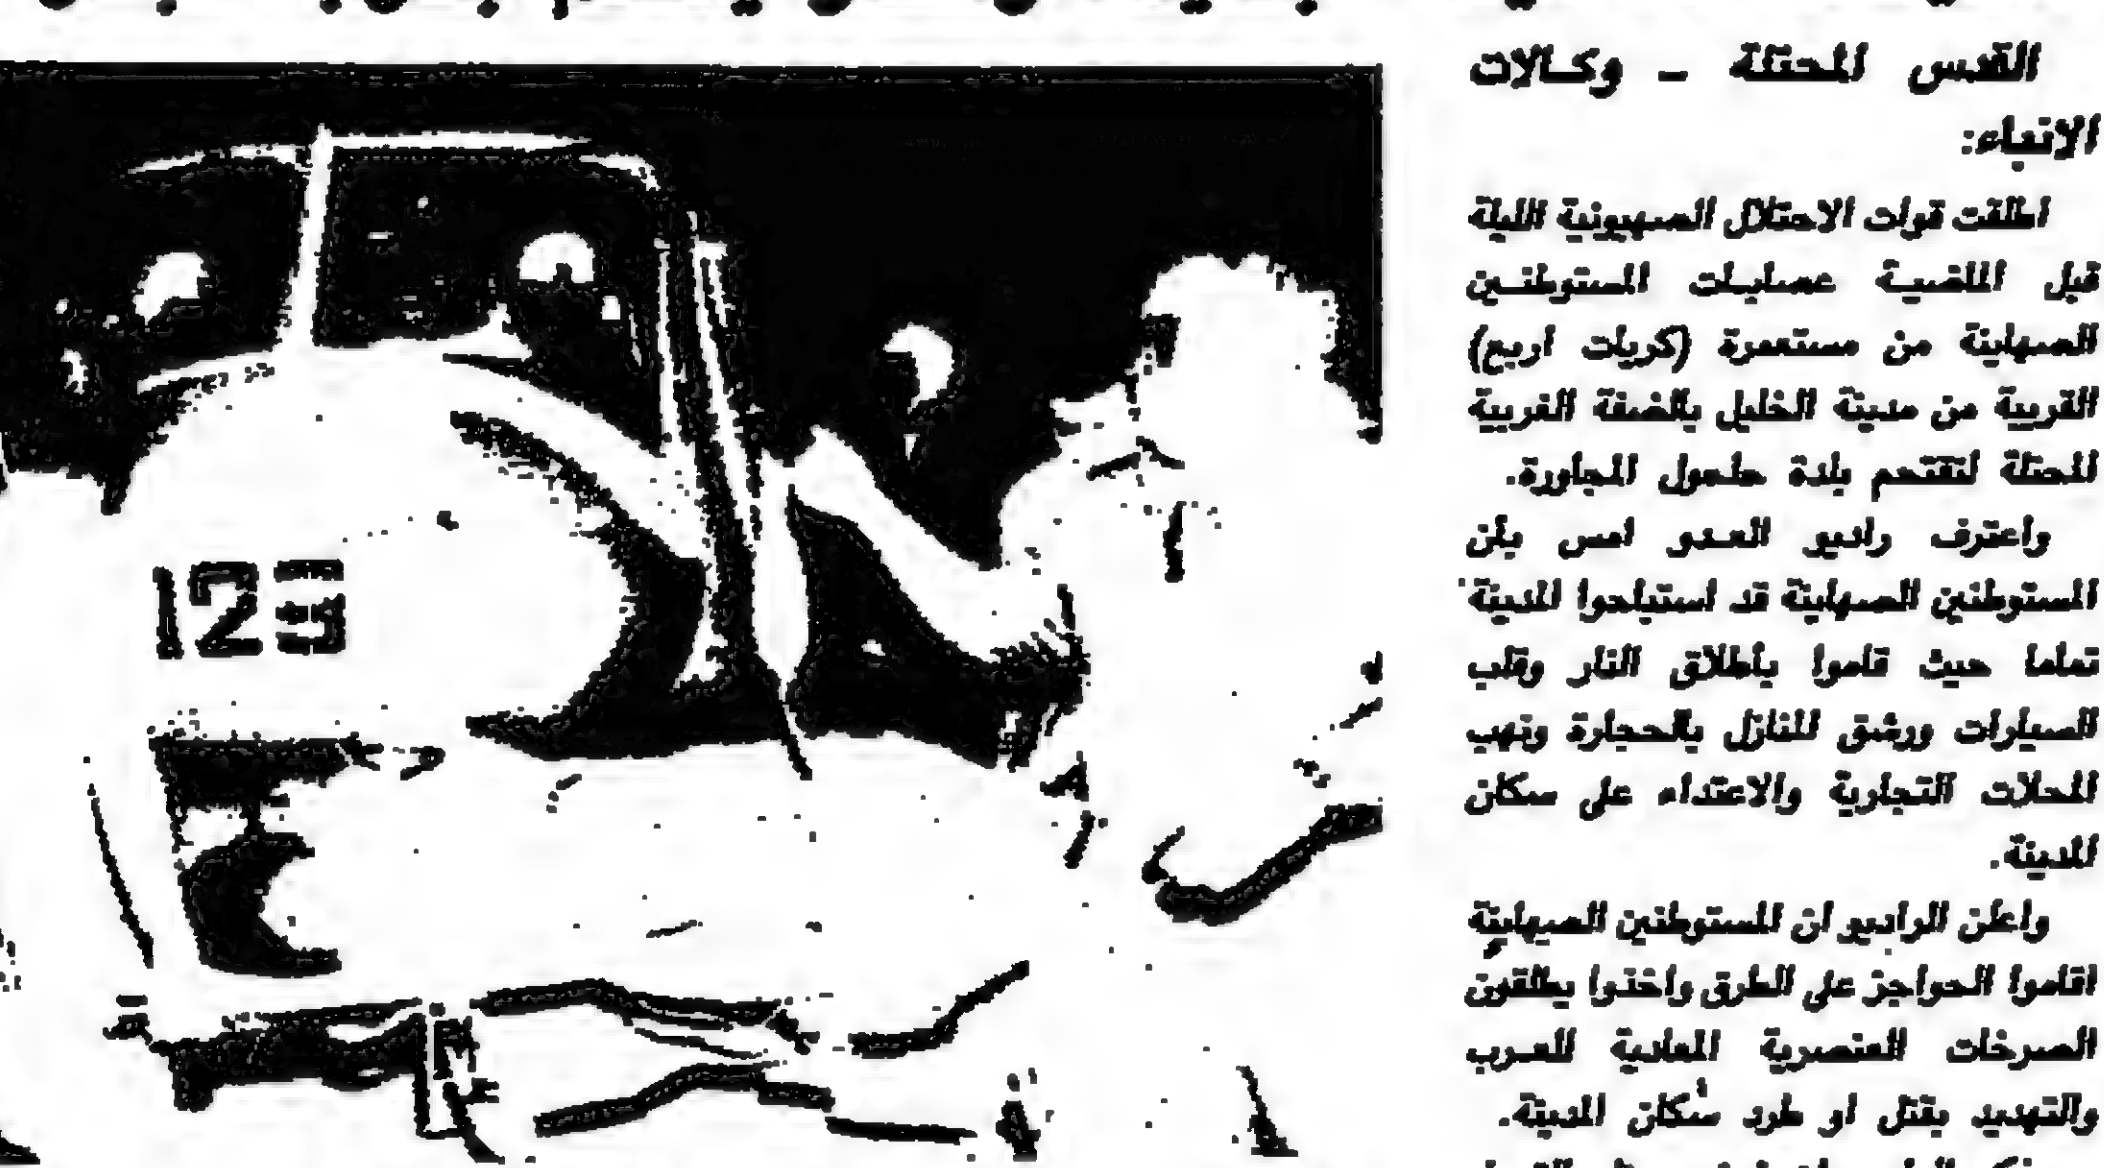 القدس المحتلة - وكالات
الانباء:
اطلقت قوات الاحتلال الصهيونية الليلة
قبل الماضية عصابات المستوطنين
الصهاينة من مستعمرة (كريات اربع)
القريبة من مدينة الخليل بالضفة الغربية
المحتلة لتقتحم بلدة حلحول المجاورة.
واعترف راديو العدو امس بأن
المستوطنين الصهاينة قد استباحوا المدينة
تماما حيث قاموا بأطلاق النار وقلب
السيارات ورشق المنازل بالحجارة ونهب
المحلات التجارية والاعتداء على سكان
المدينة.
واعلن الراديو ان المستوطنين الصهاينة
اقاموا الحواجز على الطرق واخذوا يطلقون
الصرخات العنصرية المعادية للعرب
والتهديد بقتل او طرد سكان المدينة.
123